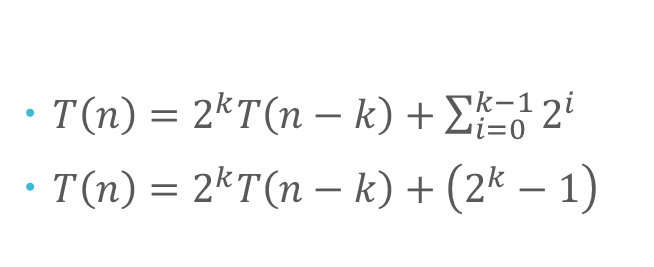 • T(n) = 2^k T(n − k) + ∑_{i=0}^{k−1} 2^i
• T(n) = 2^k T(n − k) + (2^k − 1)